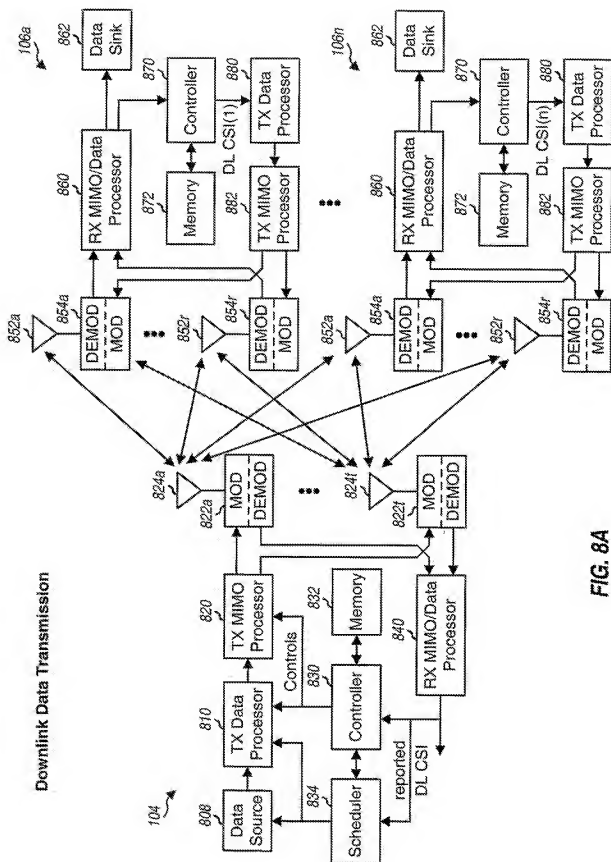 Downlink Data Transmission
104
808
Data
Source
810
TX Data
Processor
820
TX MIMO
Processor
Controls
834
Scheduler
830
Controller
832
Memory
reported
DL CSI
840
RX MIMO/Data
Processor
824a
822a
MOD
DEMOD
824t
822t
MOD
DEMOD
106a
852a
854a
DEMOD
MOD
852r
854r
DEMOD
MOD
860
RX MIMO/Data
Processor
862
Data
Sink
870
Controller
872
Memory
DL CSI(1)
880
TX Data
Processor
882
TX MIMO
Processor
106n
852a
854a
DEMOD
MOD
852r
854r
DEMOD
MOD
860
RX MIMO/Data
Processor
862
Data
Sink
870
Controller
872
Memory
DL CSI(n)
880
TX Data
Processor
882
TX MIMO
Processor
FIG. 8A